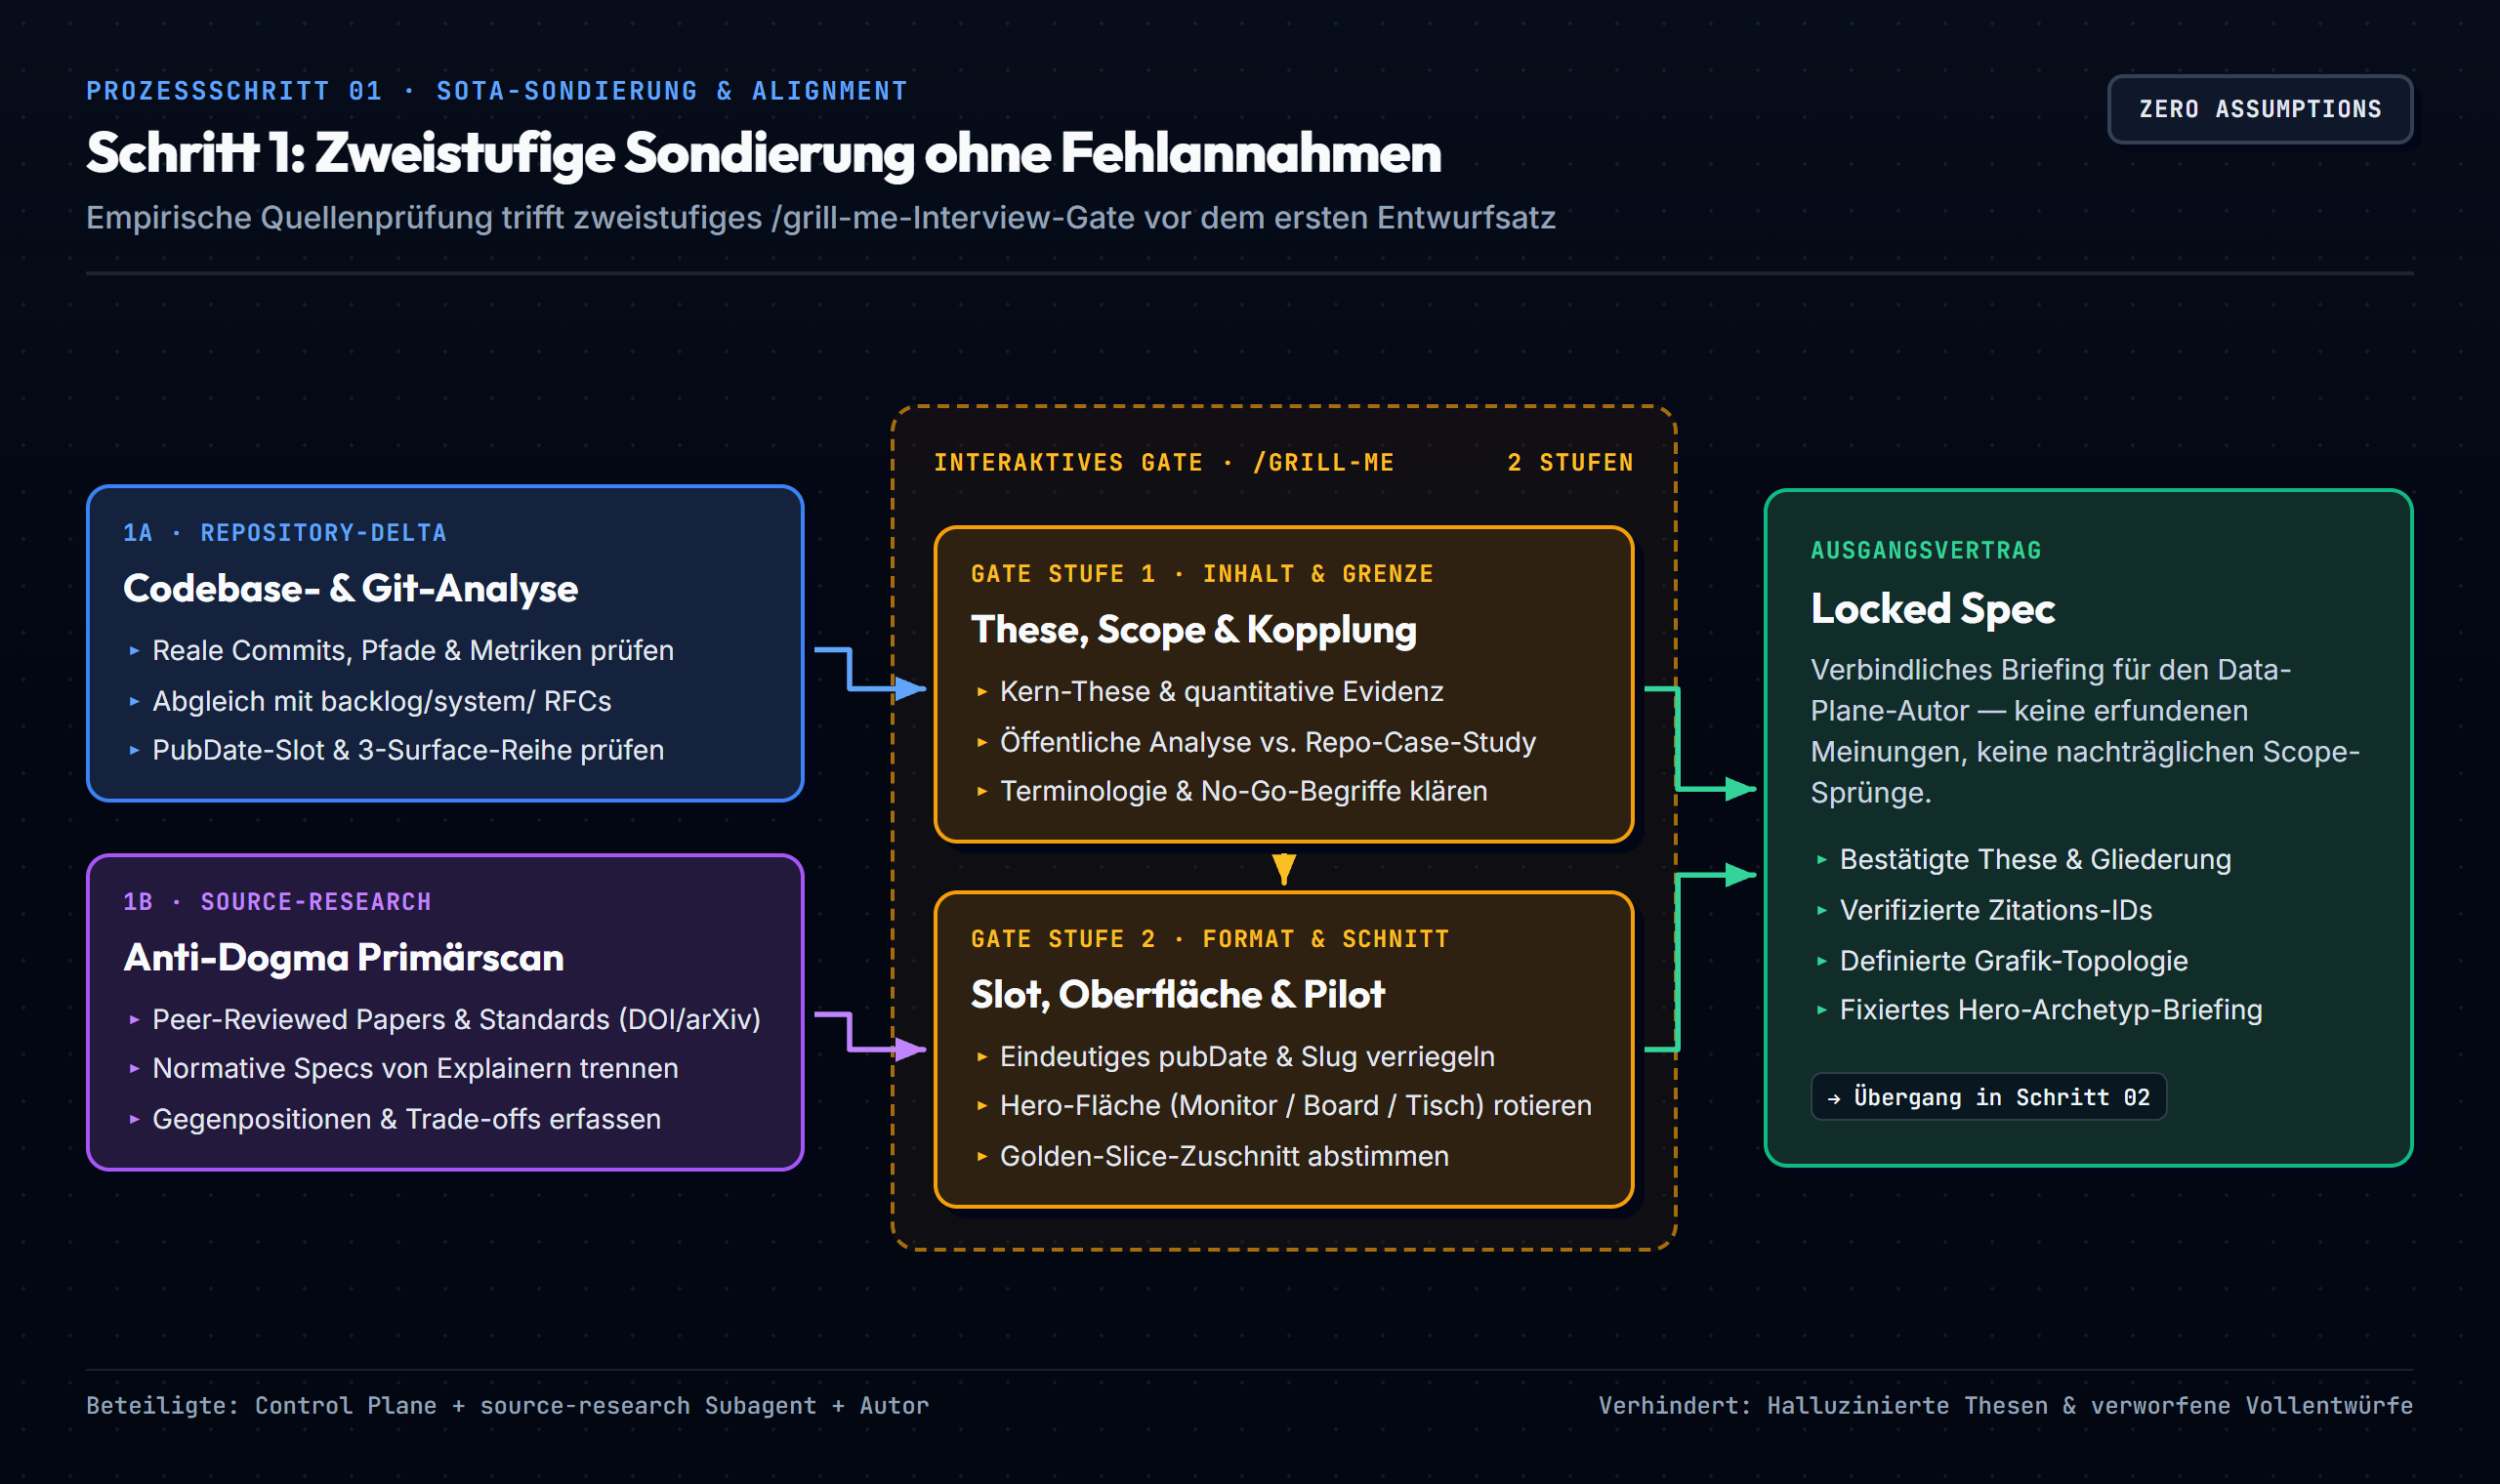 PROZESSSCHRITT 01 · SOTA-SONDIERUNG & ALIGNMENT
ZERO ASSUMPTIONS
Schritt 1: Zweistufige Sondierung ohne Fehlannahmen
Empirische Quellenprüfung trifft zweistufiges /grill-me-Interview-Gate vor dem ersten Entwurfsatz
1A · REPOSITORY-DELTA
Codebase- & Git-Analyse
▸ Reale Commits, Pfade & Metriken prüfen
▸ Abgleich mit backlog/system/ RFCs
▸ PubDate-Slot & 3-Surface-Reihe prüfen
1B · SOURCE-RESEARCH
Anti-Dogma Primärscan
▸ Peer-Reviewed Papers & Standards (DOI/arXiv)
▸ Normative Specs von Explainern trennen
▸ Gegenpositionen & Trade-offs erfassen
INTERAKTIVES GATE · /GRILL-ME
2 STUFEN
GATE STUFE 1 · INHALT & GRENZE
These, Scope & Kopplung
▸ Kern-These & quantitative Evidenz
▸ Öffentliche Analyse vs. Repo-Case-Study
▸ Terminologie & No-Go-Begriffe klären
GATE STUFE 2 · FORMAT & SCHNITT
Slot, Oberfläche & Pilot
▸ Eindeutiges pubDate & Slug verriegeln
▸ Hero-Fläche (Monitor / Board / Tisch) rotieren
▸ Golden-Slice-Zuschnitt abstimmen
AUSGANGSVERTRAG
Locked Spec
Verbindliches Briefing für den Data-
Plane-Autor — keine erfundenen
Meinungen, keine nachträglichen Scope-
Sprünge.
▸ Bestätigte These & Gliederung
▸ Verifizierte Zitations-IDs
▸ Definierte Grafik-Topologie
▸ Fixiertes Hero-Archetyp-Briefing
→ Übergang in Schritt 02
Beteiligte: Control Plane + source-research Subagent + Autor
Verhindert: Halluzinierte Thesen & verworfene Vollentwürfe